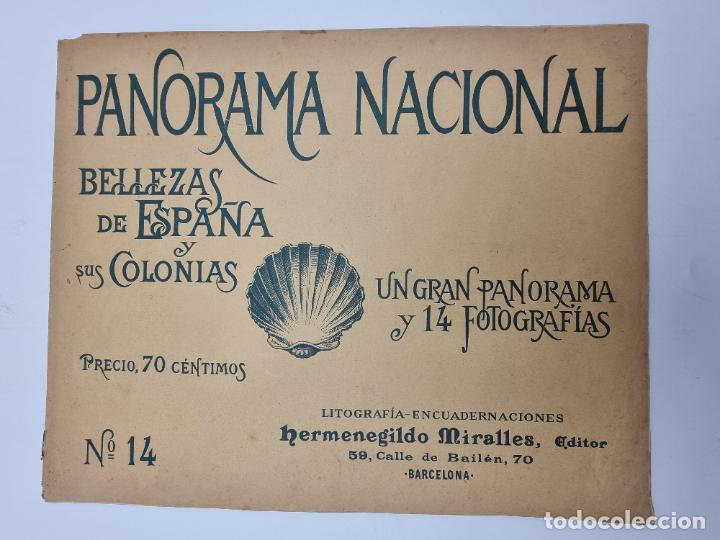 PANORAMA NACIONAL
BELLEZAS
DE ESPAÑA
y
sus COLONIAS
UN GRAN PANORAMA
y 14 FOTOGRAFÍAS
PRECIO, 70 CÉNTIMOS
LITOGRAFÍA-ENCUADERNACIONES
Hermenegildo Miralles, Editor
59, Calle de Bailén, 70
·BARCELONA·
Nº 14
todocoleccion